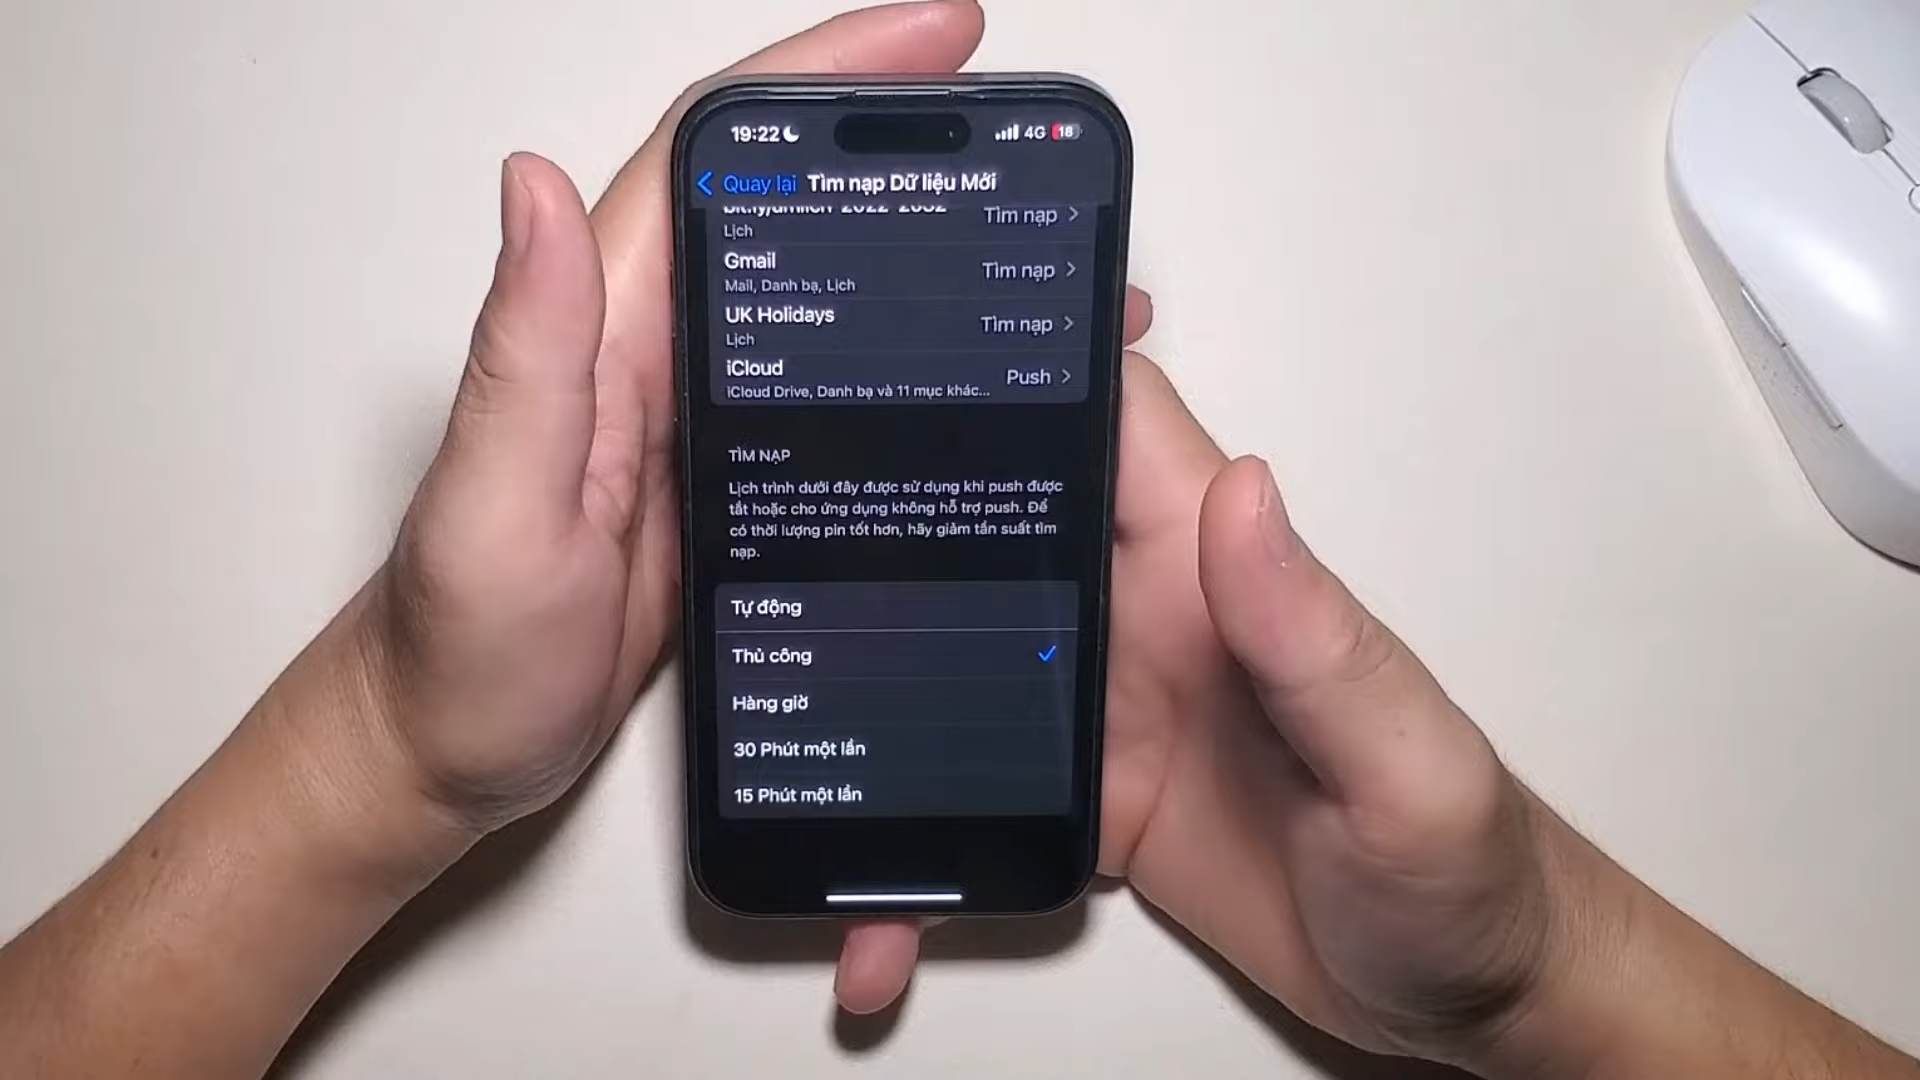 19:22
4G 18
Quay lại Tìm nạp Dữ liệu Mới
Tìm nạp
Lịch
Gmail
Tìm nạp
Mail, Danh bạ, Lịch
UK Holidays
Tìm nạp
Lịch
iCloud
Push
iCloud Drive, Danh bạ và 11 mục khác...
TÌM NẠP
Lịch trình dưới đây được sử dụng khi push được
tắt hoặc cho ứng dụng không hỗ trợ push. Để
có thời lượng pin tốt hơn, hãy giảm tần suất tìm
nạp.
Tự động
Thủ công
Hàng giờ
30 Phút một lần
15 Phút một lần